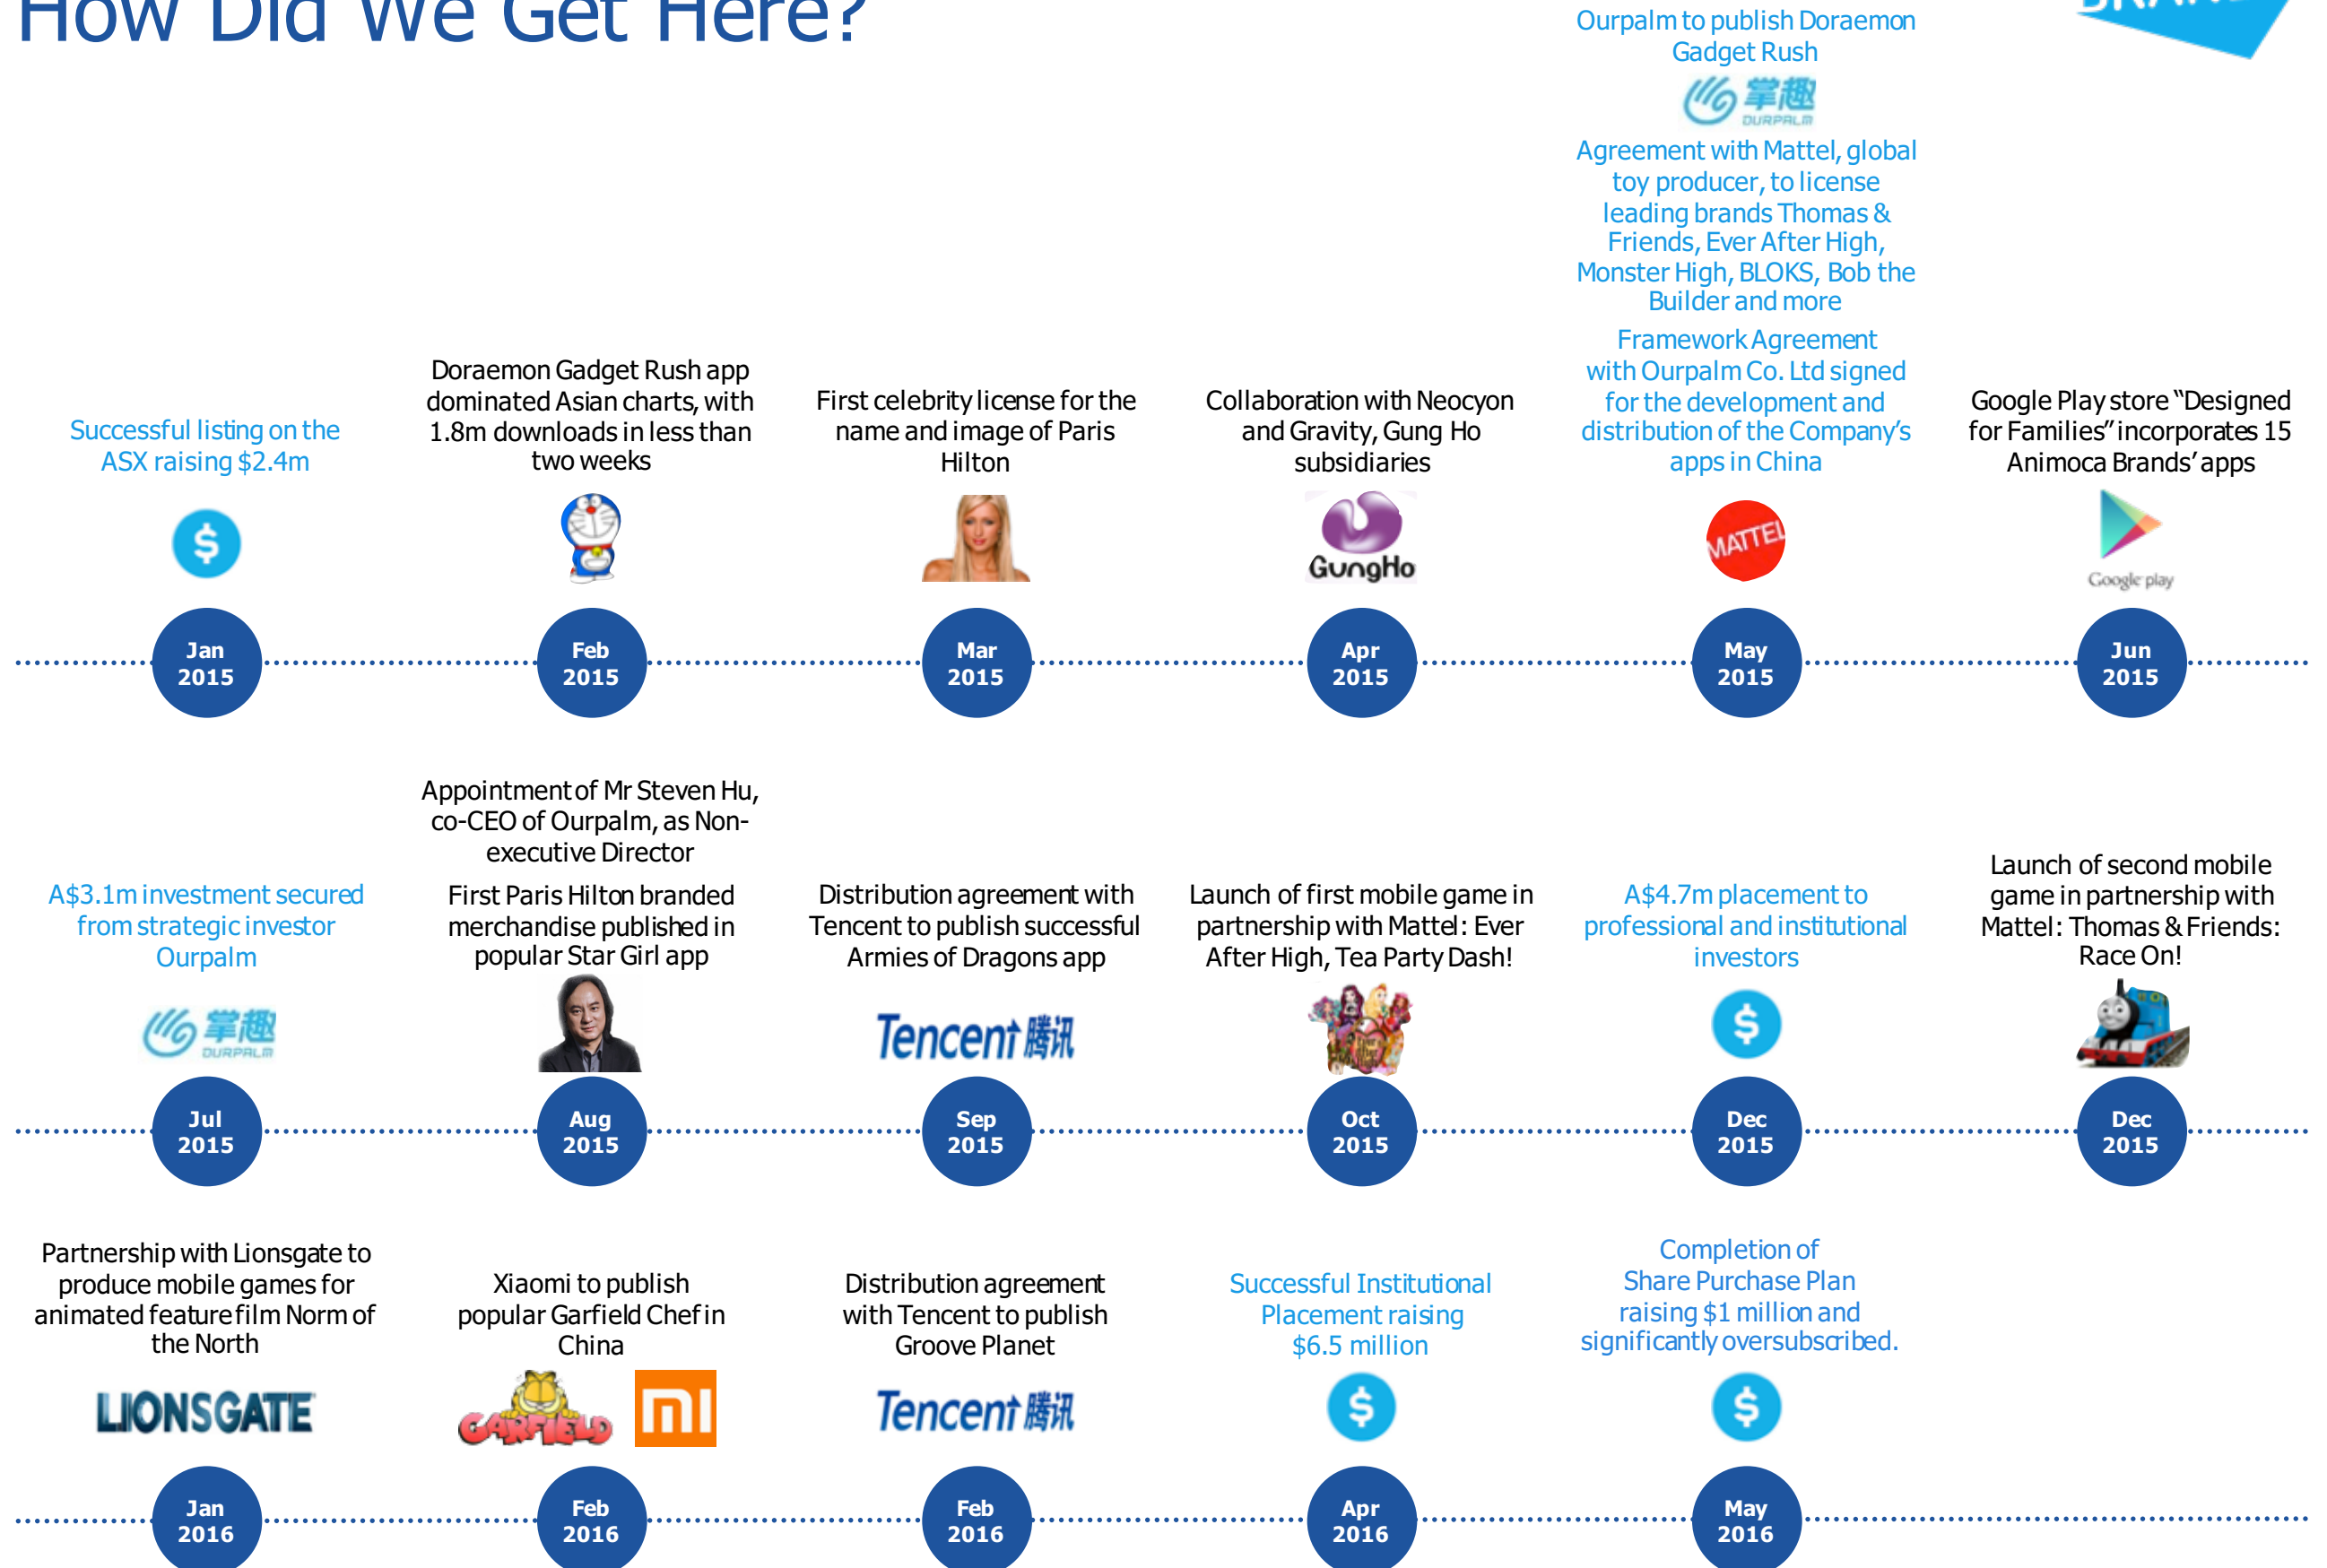 How Did We Get Here?
Ourpalm to publish Doraemon
Gadget Rush
掌趣
OURPALM
Agreement with Mattel, global
toy producer, to license
leading brands Thomas &
Friends, Ever After High,
Monster High, BLOKS, Bob the
Builder and more
Framework Agreement
with Ourpalm Co. Ltd signed
for the development and
distribution of the Company's
apps in China
Successful listing on the
ASX raising $2.4m
$
Doraemon Gadget Rush app
dominated Asian charts, with
1.8m downloads in less than
two weeks
First celebrity license for the
name and image of Paris
Hilton
Collaboration with Neocyon
and Gravity, Gung Ho
subsidiaries
GungHo
MATTEL
Google Play store “Designed
for Families” incorporates 15
Animoca Brands’ apps
Google play
Jan
2015
Feb
2015
Mar
2015
Apr
2015
May
2015
Jun
2015
A$3.1m investment secured
from strategic investor
Ourpalm
掌趣
OURPALM
Appointment of Mr Steven Hu,
co-CEO of Ourpalm, as Non-
executive Director
First Paris Hilton branded
merchandise published in
popular Star Girl app
Distribution agreement with
Tencent to publish successful
Armies of Dragons app
Tencent 腾讯
Launch of first mobile game in
partnership with Mattel: Ever
After High, Tea Party Dash!
Ever After High
A$4.7m placement to
professional and institutional
investors
$
Launch of second mobile
game in partnership with
Mattel: Thomas & Friends:
Race On!
Jul
2015
Aug
2015
Sep
2015
Oct
2015
Dec
2015
Dec
2015
Partnership with Lionsgate to
produce mobile games for
animated feature film Norm of
the North
LIONSGATE
Xiaomi to publish
popular Garfield Chef in
China
GARFIELD
mi
Distribution agreement
with Tencent to publish
Groove Planet
Tencent 腾讯
Successful Institutional
Placement raising
$6.5 million
$
Completion of
Share Purchase Plan
raising $1 million and
significantly oversubscribed.
$
Jan
2016
Feb
2016
Feb
2016
Apr
2016
May
2016